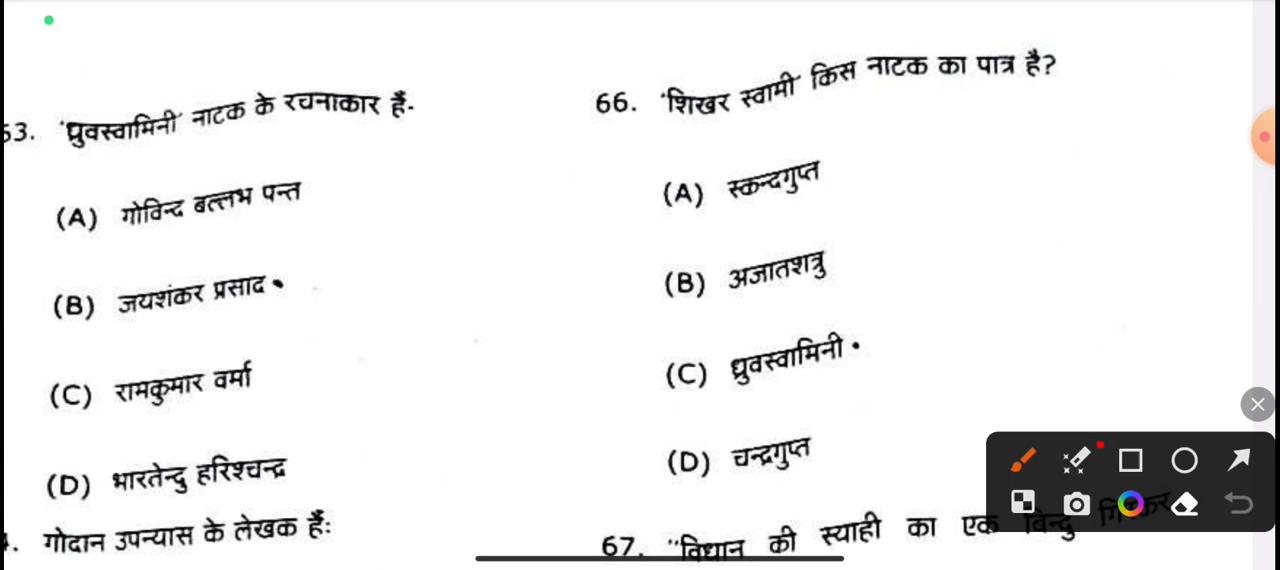 53. 'ध्रुवस्वामिनी' नाटक के रचनाकार हैं-
(A) गोविन्द बल्लभ पन्त
(B) जयशंकर प्रसाद
(C) रामकुमार वर्मा
(D) भारतेन्दु हरिश्चन्द्र
गोदान उपन्यास के लेखक हैं:
66. 'शिखर स्वामी' किस नाटक का पात्र है?
(A) स्कन्दगुप्त
(B) अजातशत्रु
(C) ध्रुवस्वामिनी
(D) चन्द्रगुप्त
67. "विधान की स्याही का एक बिन्दु